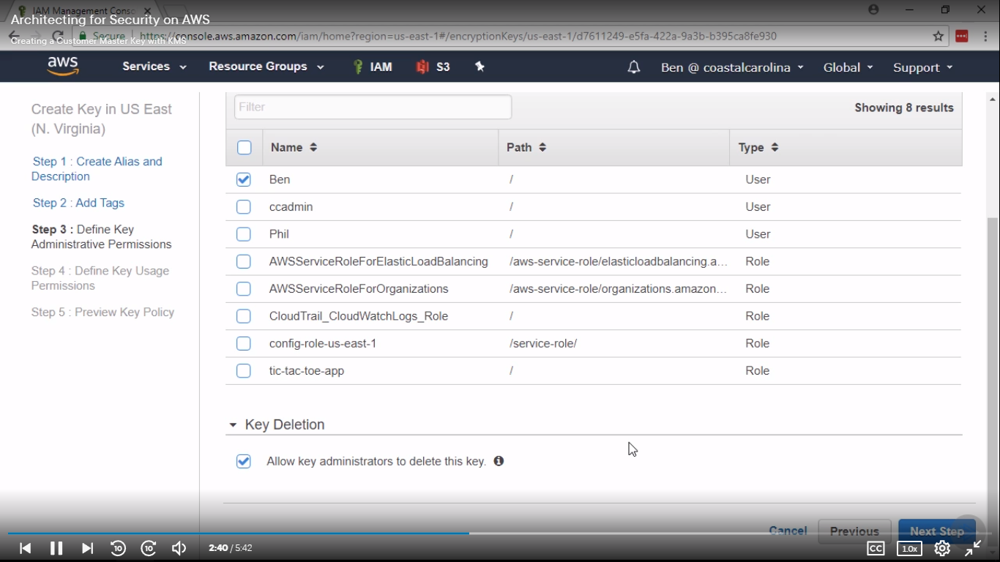 IAM Management Conso
Architecting for Security on AWS
Secure
https://console.aws.amazon.com/iam/home?region=us-east-1#/encryptionKeys/us-east-1/d7611249-e5fa-422a-9a3b-b395ca8fe930
Creating a Customer Master Key with KMS
aws
Services
Resource Groups
IAM
S3
Ben @ coastalcarolina
Global
Support
Create Key in US East
(N. Virginia)
Step 1 : Create Alias and
Description
Step 2 : Add Tags
Step 3 : Define Key
Administrative Permissions
Step 4 : Define Key Usage
Permissions
Step 5 : Preview Key Policy
Filter
Showing 8 results
Name Path Type
Ben / User
ccadmin / User
Phil / User
AWSServiceRoleForElasticLoadBalancing /aws-service-role/elasticloadbalancing.a... Role
AWSServiceRoleForOrganizations /aws-service-role/organizations.amazon... Role
CloudTrail_CloudWatchLogs_Role / Role
config-role-us-east-1 /service-role/ Role
tic-tac-toe-app / Role
Key Deletion
Allow key administrators to delete this key.
Cancel
Previous
Next Step
10
10
2:40 / 5:42
CC
1.0x